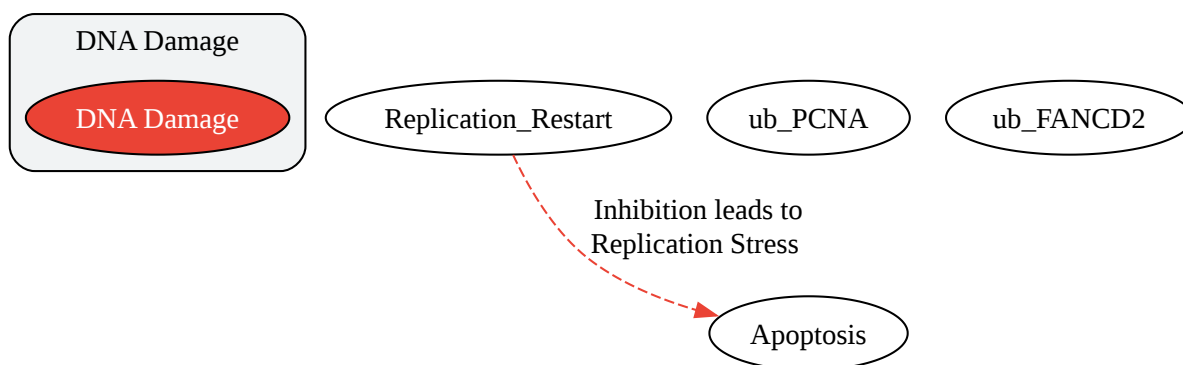 DNA Damage
DNA Damage
Replication_Restart
ub_PCNA
ub_FANCD2
Inhibition leads to
Replication Stress
Apoptosis